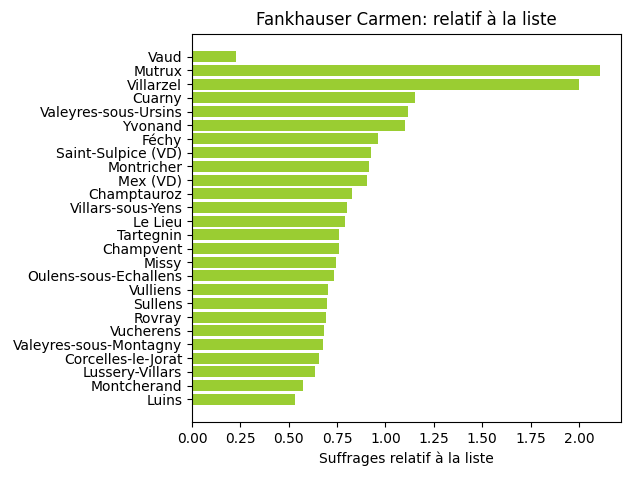 Fankhauser Carmen: relatif à la liste
Vaud
Mutrux
Villarzel
Cuarny
Valeyres-sous-Ursins
Yvonand
Féchy
Saint-Sulpice (VD)
Montricher
Mex (VD)
Champtauroz
Villars-sous-Yens
Le Lieu
Tartegnin
Champvent
Missy
Oulens-sous-Echallens
Vulliens
Sullens
Rovray
Vucherens
Valeyres-sous-Montagny
Corcelles-le-Jorat
Lussery-Villars
Montcherand
Luins
0.00 0.25 0.50 0.75 1.00 1.25 1.50 1.75 2.00
Suffrages relatif à la liste